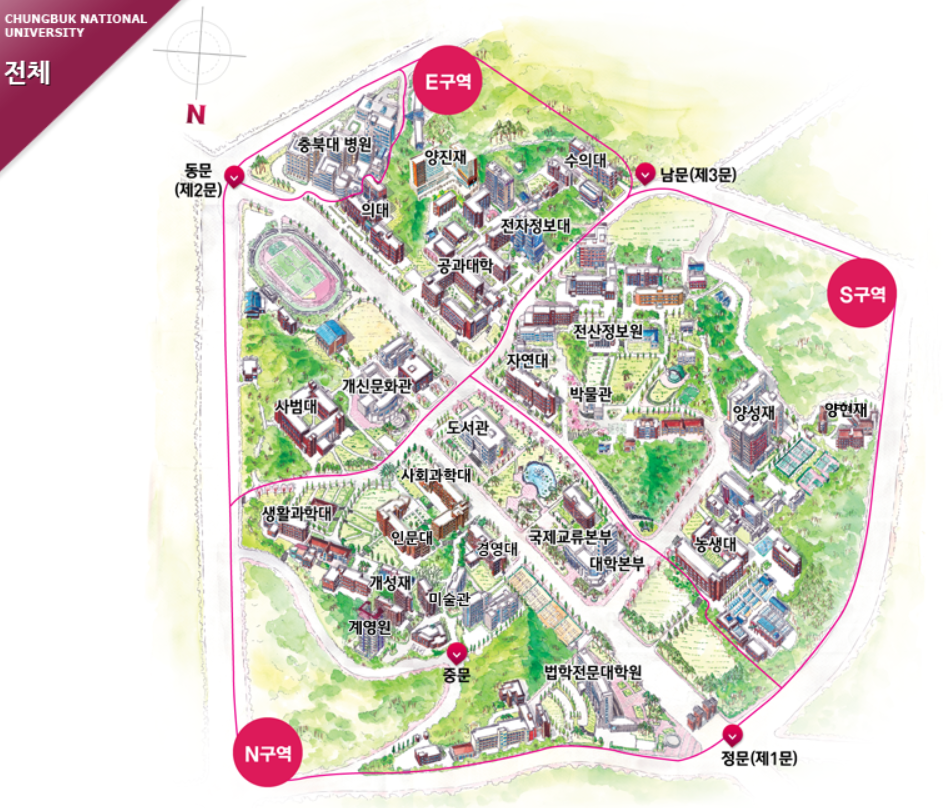 CHUNGBUK NATIONAL
UNIVERSITY
전체
N
E구역
충북대 병원
양진재
수의대
동문
(제2문)
남문(제3문)
의대
전자정보대
공과대학
S구역
전산정보원
자연대
개신문화관
박물관
사범대
양성재
양현재
도서관
사회과학대
생활과학대
인문대
경영대
국제교류본부
농생대
대학본부
개성재
미술관
계영원
중문
법학전문대학원
N구역
정문(제1문)